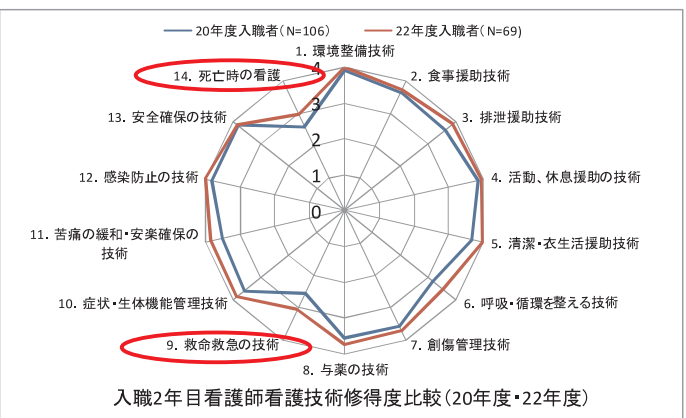 20年度入職者(N=106) 22年度入職者(N=69)
1. 環境整備技術
2. 食事援助技術
3. 排泄援助技術
4. 活動、休息援助の技術
5. 清潔・衣生活援助技術
6. 呼吸・循環を整える技術
7. 創傷管理技術
8. 与薬の技術
9. 救命救急の技術
10. 症状・生体機能管理技術
11. 苦痛の緩和・安楽確保の
技術
12. 感染防止の技術
13. 安全確保の技術
14. 死亡時の看護
4
3
2
1
0
入職2年目看護師看護技術修得度比較(20年度・22年度)